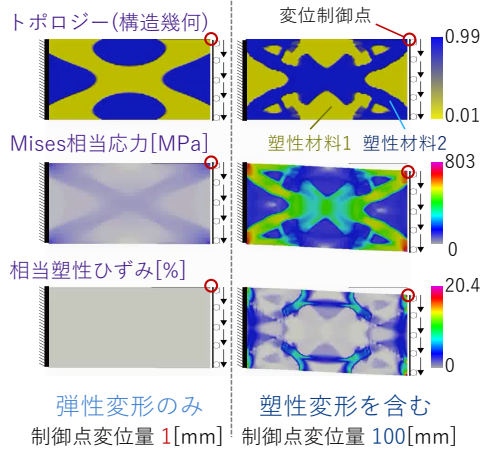 トポロジー(構造幾何)
変位制御点
0.99
0.01
塑性材料1
塑性材料2
Mises相当応力[MPa]
803
0
相当塑性ひずみ[%]
20.4
0
弾性変形のみ
塑性変形を含む
制御点変位量 1[mm]
制御点変位量 100[mm]